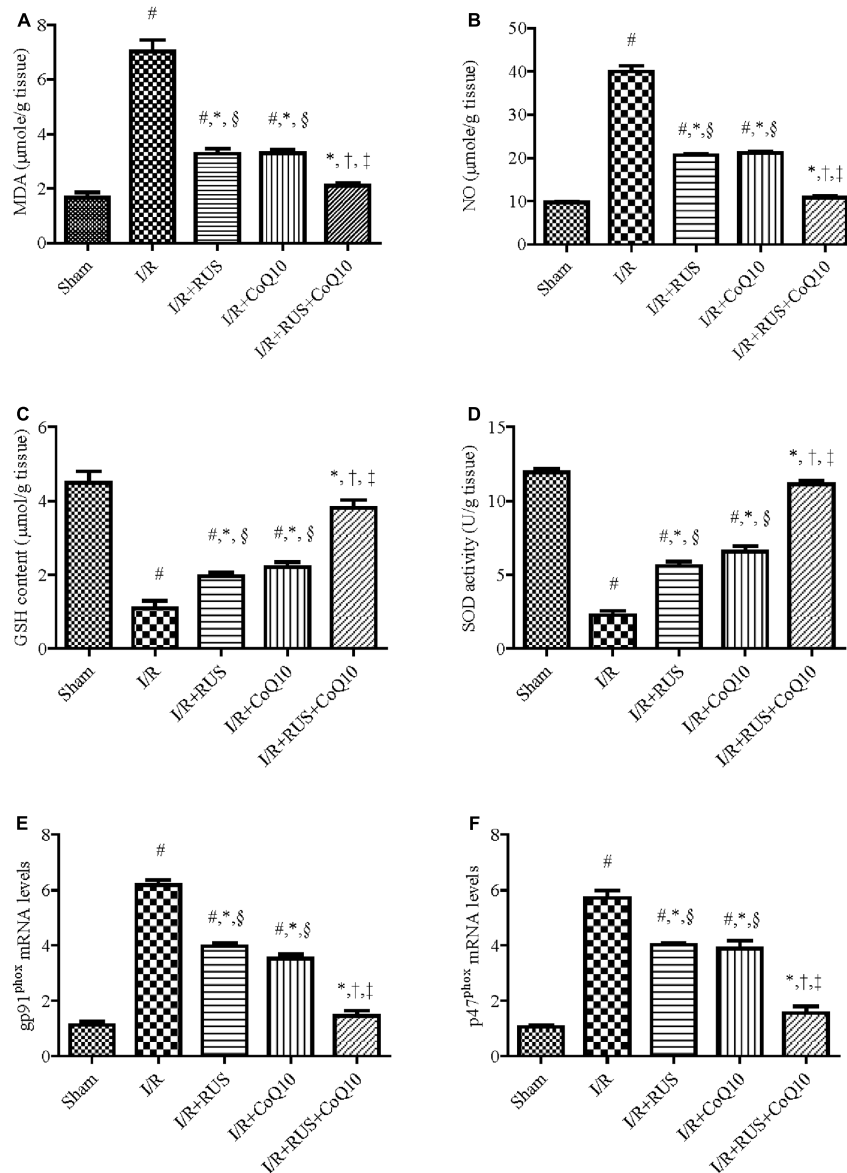 A
MDA (μmole/g tissue)
8
6
4
2
0
#
#,*, §
#,*, §
*, †, ‡
Sham
I/R
I/R+RUS
I/R+CoQ10
I/R+RUS+CoQ10
B
NO (μmole/g tissue)
50
40
30
20
10
0
#
#,*,§
#,*,§
*,†,‡
Sham
I/R
I/R+RUS
I/R+CoQ10
I/R+RUS+CoQ10
C
GSH content (μmol/g tissue)
6
4
2
0
#
#,*, §
#,*, §
*, †, ‡
Sham
I/R
I/R+RUS
I/R+CoQ10
I/R+RUS+CoQ10
D
SOD activity (U/g tissue)
15
10
5
0
#
#,*, §
#,*, §
*, †, ‡
Sham
I/R
I/R+RUS
I/R+CoQ10
I/R+RUS+CoQ10
E
gp91phox mRNA levels
8
6
4
2
0
#
#,*,§
#,*,§
*,†,‡
Sham
I/R
I/R+RUS
I/R+CoQ10
I/R+RUS+CoQ10
F
p47phox mRNA levels
8
6
4
2
0
#
#,*,§
#,*,§
*,†,‡
Sham
I/R
I/R+RUS
I/R+CoQ10
I/R+RUS+CoQ10